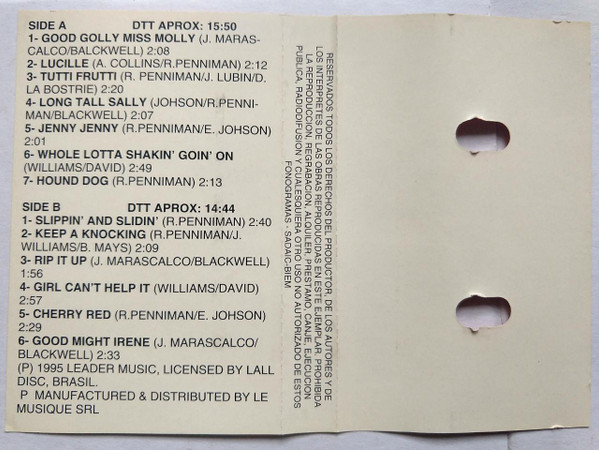 SIDE A DTT APROX: 15:50
1- GOOD GOLLY MISS MOLLY (J. MARAS-
CALCO/BALCKWELL) 2:08
2- LUCILLE (A. COLLINS/R.PENNIMAN) 2:12
3- TUTTI FRUTTI (R. PENNIMAN/J. LUBIN/D.
LA BOSTRIE) 2:20
4- LONG TALL SALLY (JOHSON/R.PENNI-
MAN/BLACKWELL) 2:07
5- JENNY JENNY (R.PENNIMAN/E. JOHSON)
2:01
6- WHOLE LOTTA SHAKIN' GOIN' ON
(WILLIAMS/DAVID) 2:49
7- HOUND DOG (R.PENNIMAN) 2:13
SIDE B DTT APROX: 14:44
1- SLIPPIN' AND SLIDIN' (R.PENNIMAN) 2:40
2- KEEP A KNOCKING (R.PENNIMAN/J.
WILLIAMS/B. MAYS) 2:09
3- RIP IT UP (J. MARASCALCO/BLACKWELL)
1:56
4- GIRL CAN'T HELP IT (WILLIAMS/DAVID)
2:57
5- CHERRY RED (R.PENNIMAN/E. JOHSON)
2:29
6- GOOD MIGHT IRENE (J. MARASCALCO/
BLACKWELL) 2:33
(P) 1995 LEADER MUSIC, LICENSED BY LALL
DISC, BRASIL.
P MANUFACTURED & DISTRIBUTED BY LE
MUSIQUE SRL
RESERVADOS TODOS LOS DERECHOS DEL PRODUCTOR, DE LOS AUTORES Y DE
LOS INTERPRETES DE LAS OBRAS REPRODUCIDAS EN ESTE EJEMPLAR. PROHIBIDA
LA REPRODUCCION, REGRABACION, ALQUILER, PRESTAMO, CANJE, EJECUCION
PUBLICA, RADIODIFUSION Y CUALESQUIERA OTRO USO NO AUTORIZADO DE ESTOS
FONOGRAMAS - SADAIC-BIEM